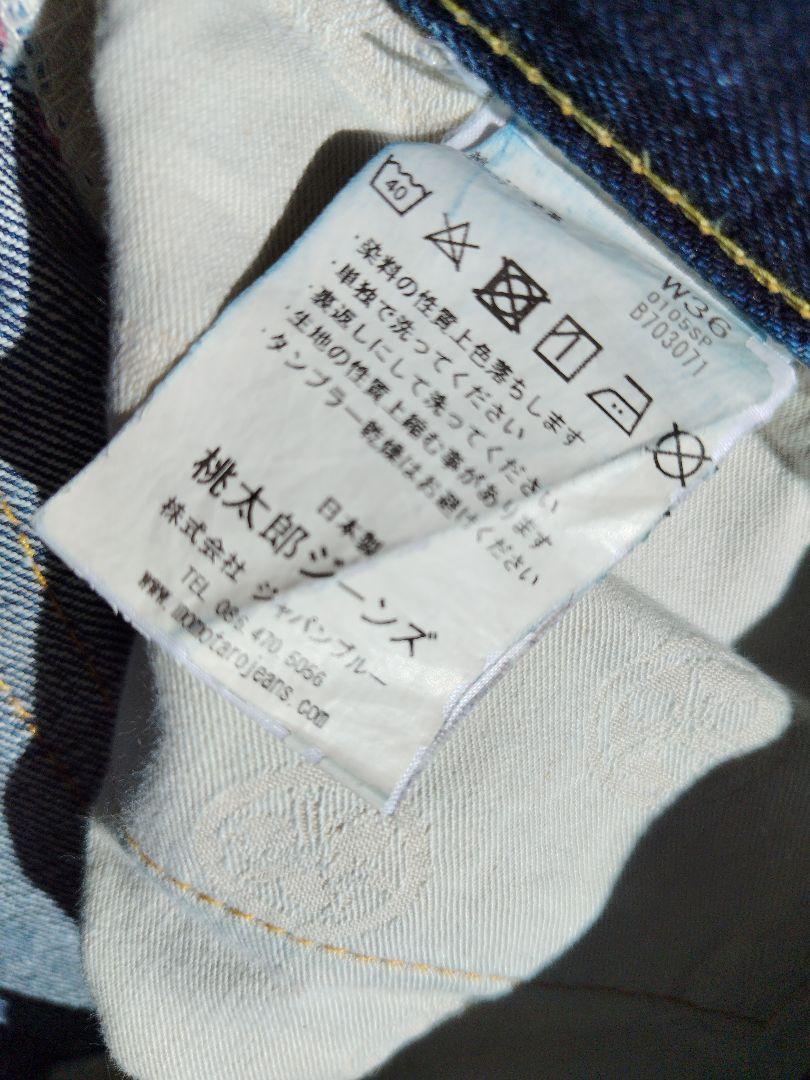 40
W36
0105SP
B703071
・染料の性質上色落ちします
・単独で洗ってください
・裏返しにして洗ってください
・生地の性質上縮む事があります
・タンブラー乾燥はお避けください
日本製
桃太郎ジーンズ
株式会社 ジャパンブルー
TEL 086.470.5056
www.momotarojeans.com